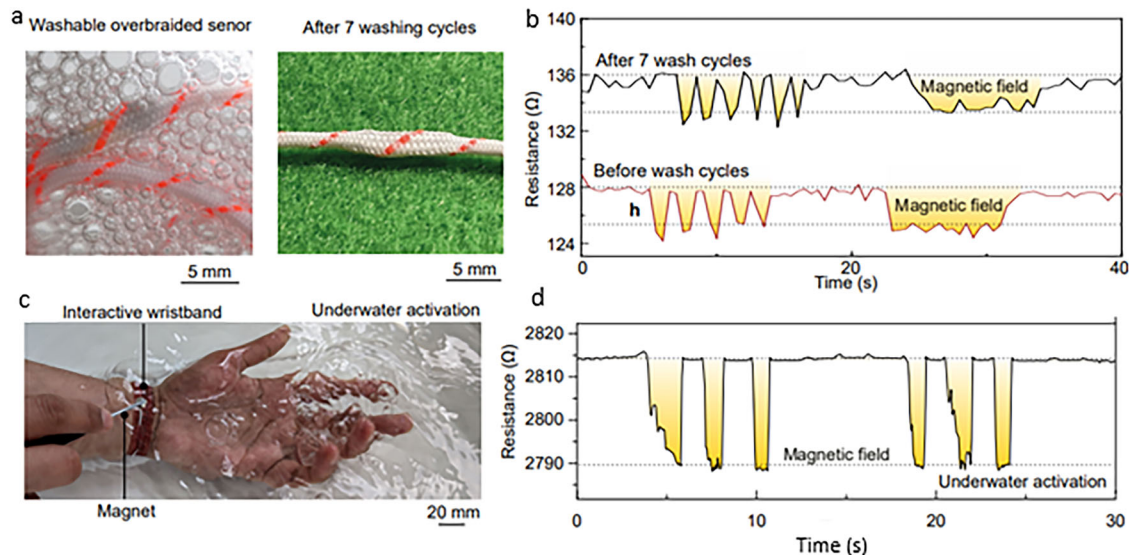 a
Washable overbraided senor
After 7 washing cycles
5 mm
5 mm
b
140
136
132
128
124
Resistance (Ω)
After 7 wash cycles
Magnetic field
Before wash cycles
h
Magnetic field
0
20
40
Time (s)
c
Interactive wristband
Underwater activation
Magnet
20 mm
d
2820
2810
2800
2790
Resistance (Ω)
Magnetic field
Underwater activation
0
10
20
30
Time (s)